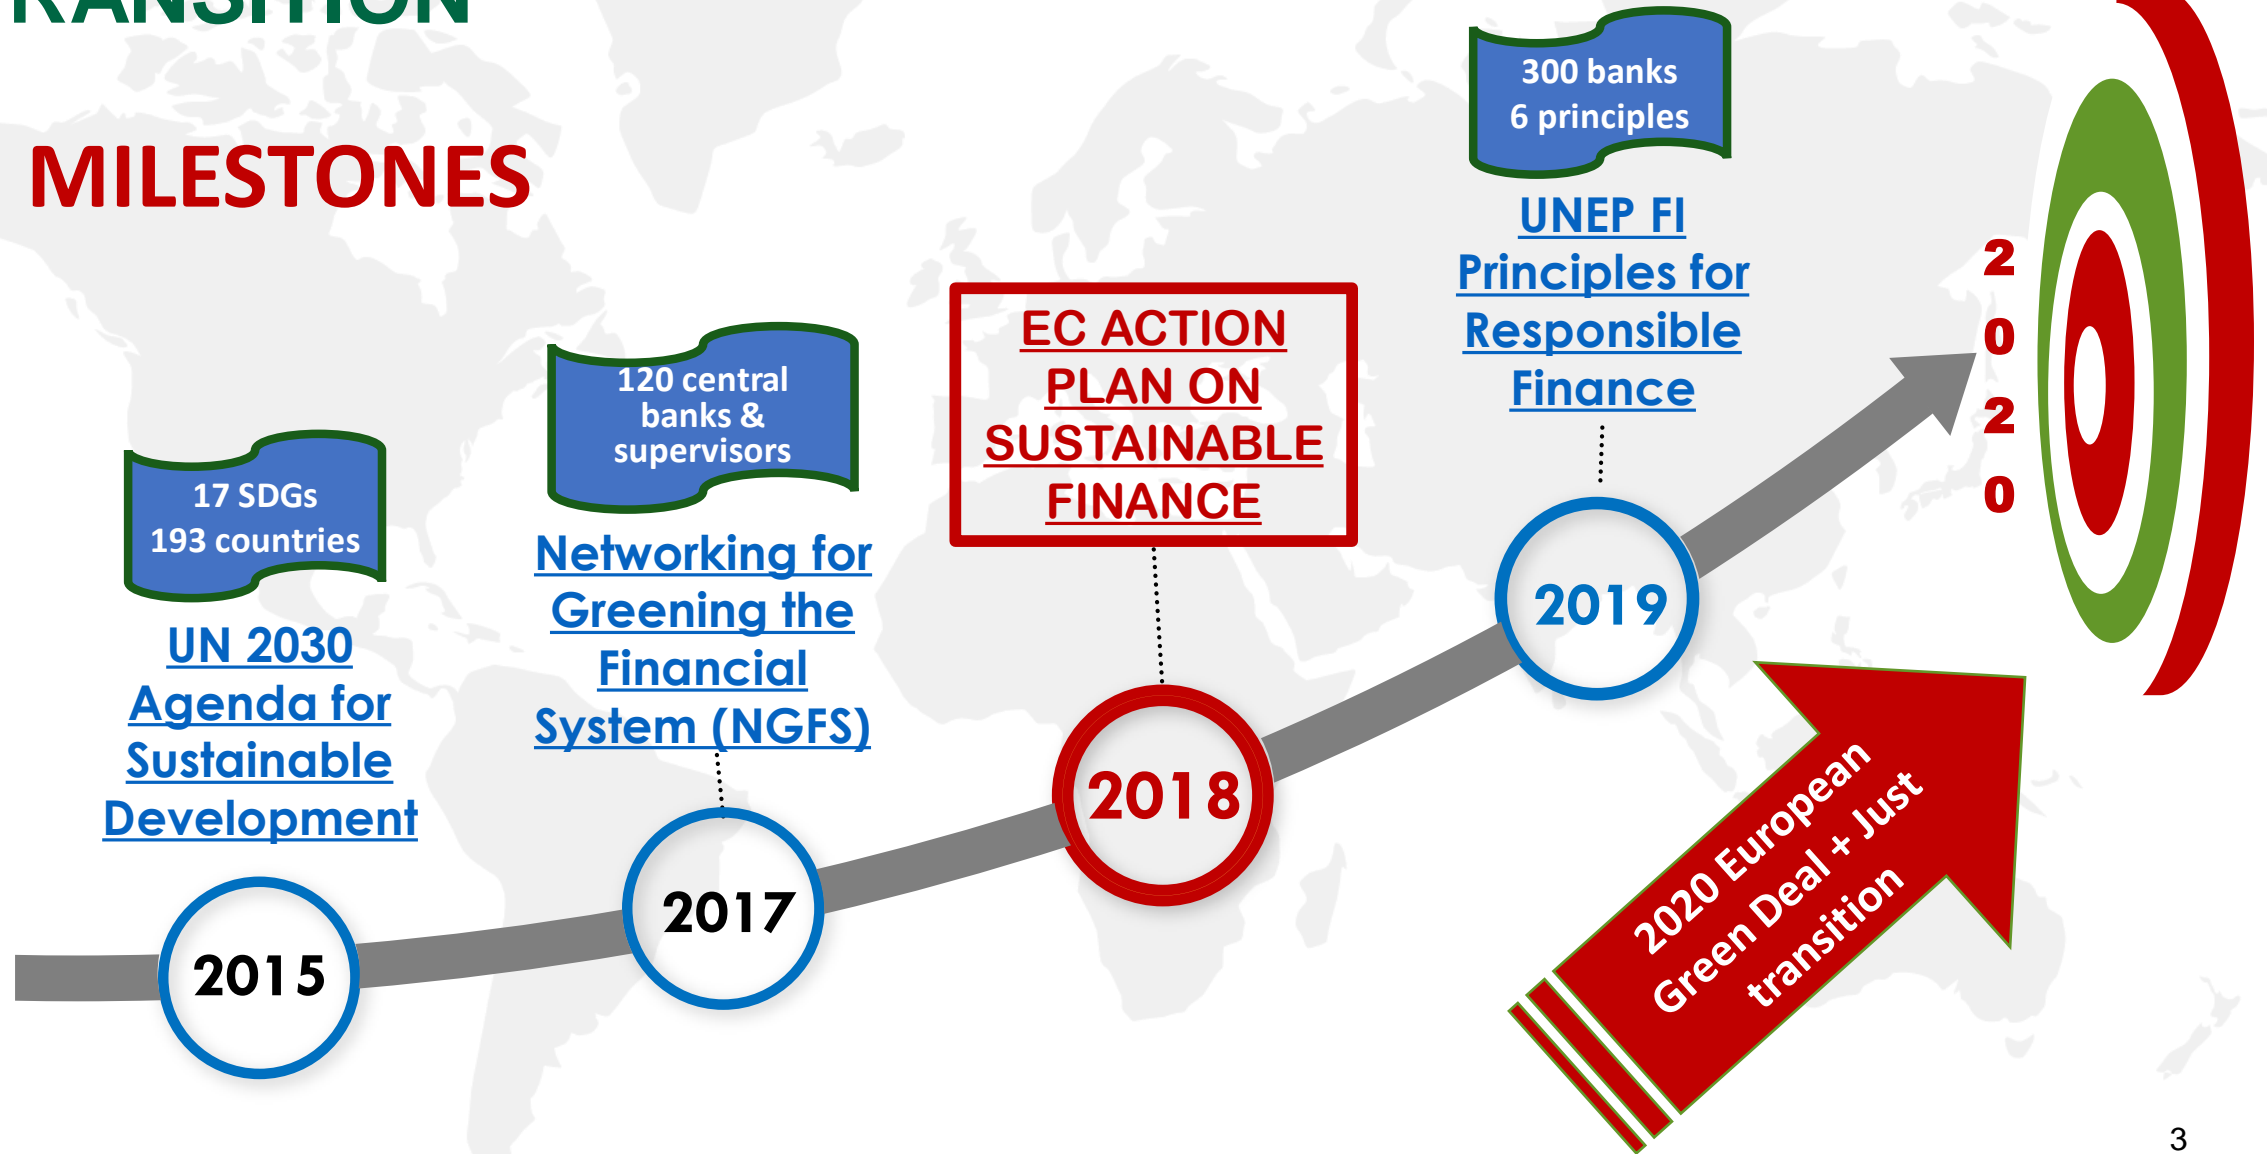 RANSITION
MILESTONES
17 SDGs
193 countries
UN 2030
Agenda for
Sustainable
Development
2015
120 central
banks &
supervisors
Networking for
Greening the
Financial
System (NGFS)
2017
EC ACTION
PLAN ON
SUSTAINABLE
FINANCE
2018
300 banks
6 principles
UNEP FI
Principles for
Responsible
Finance
2019
2
0
2
0
2020 European
Green Deal + Just
transition
3